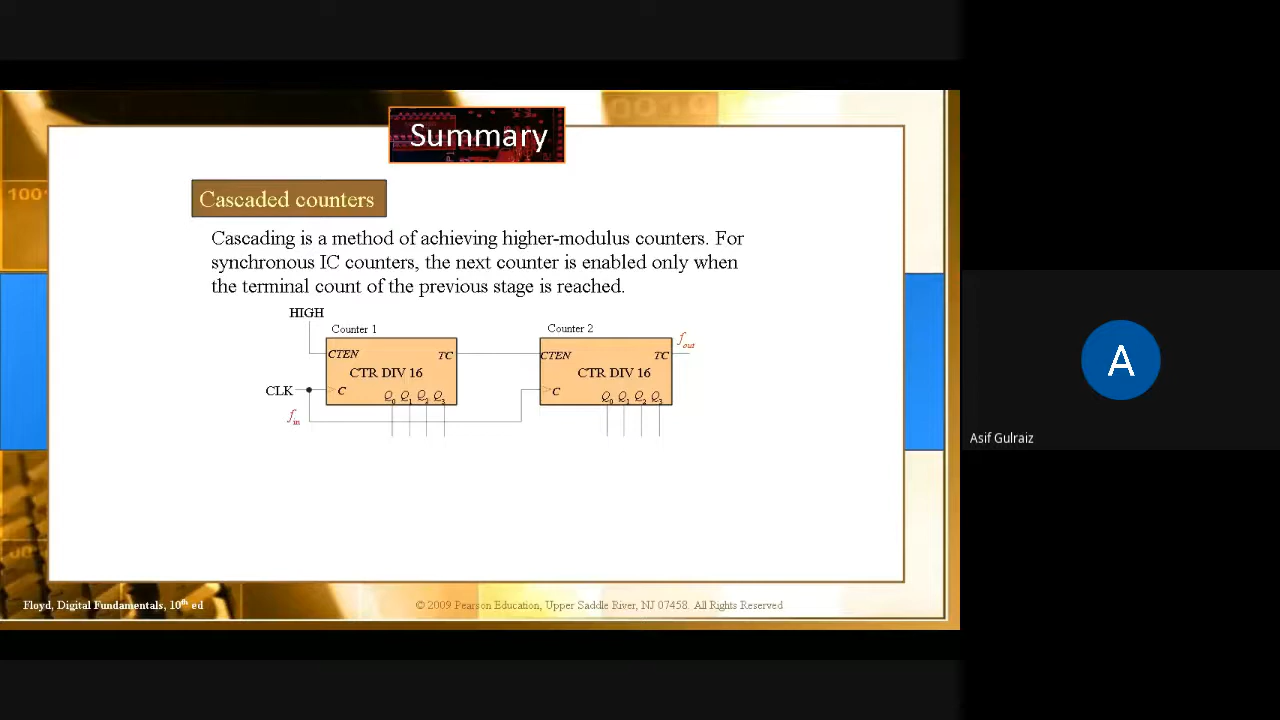 Summary
Cascaded counters
Cascading is a method of achieving higher-modulus counters. For
synchronous IC counters, the next counter is enabled only when
the terminal count of the previous stage is reached.
HIGH
Counter 1
Counter 2
fout
CTEN TC
CTEN TC
CTR DIV 16
CTR DIV 16
CLK
C
C
Q0 Q1 Q2 Q3
Q0 Q1 Q2 Q3
fin
A
Asif Gulraiz
Floyd, Digital Fundamentals, 10th ed
© 2009 Pearson Education, Upper Saddle River, NJ 07458. All Rights Reserved